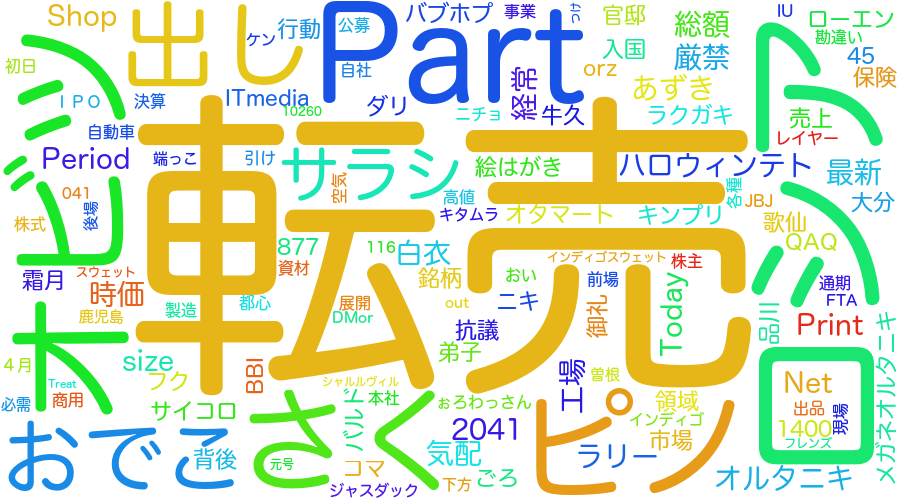 Shop
出し
ケン
行動
公募
自社
Part
バブホプ
事業
つけ
官邸
総額
IU
ローエン
勘違い
45
保険
初日
IPO
決算
ITmedia
10260
ダリ
経常
ニチョ
牛久
orz
入国
厳禁
あずき
ラクガキ
売上
レイヤー
自動車
Period
端っこ
引け
サラシ
空気
転売
絵はがき
ハロウィンテト
最新
大分
041
後場
株式
高値
キタムラ
オタマート
キンプリ
各種
JBJ
歌仙
QAQ
877
116
資材
白衣
インディゴスウェット
株主
霜月
スウェット
時価
鹿児島
製造
都心
展開
DMor
銘柄
out
おい
ニキ
前場
御礼
Today
品川
通期
FTA
抗議
弟子
Print
メガネオルタニキ
4月
size
BBI
フク
Treat
商用
必需
サイコロ
シャルルヴィル
バルド
本社
ぉろわっさん
工場
曽根
領域
インディゴ
Net
出品
1400
現場
フレンズ
おでこ
背後
さく
元号
コマ
ジャスダック
気配
2041
下方
ごろ
ピノ
ラリー
市場
オルタニキ